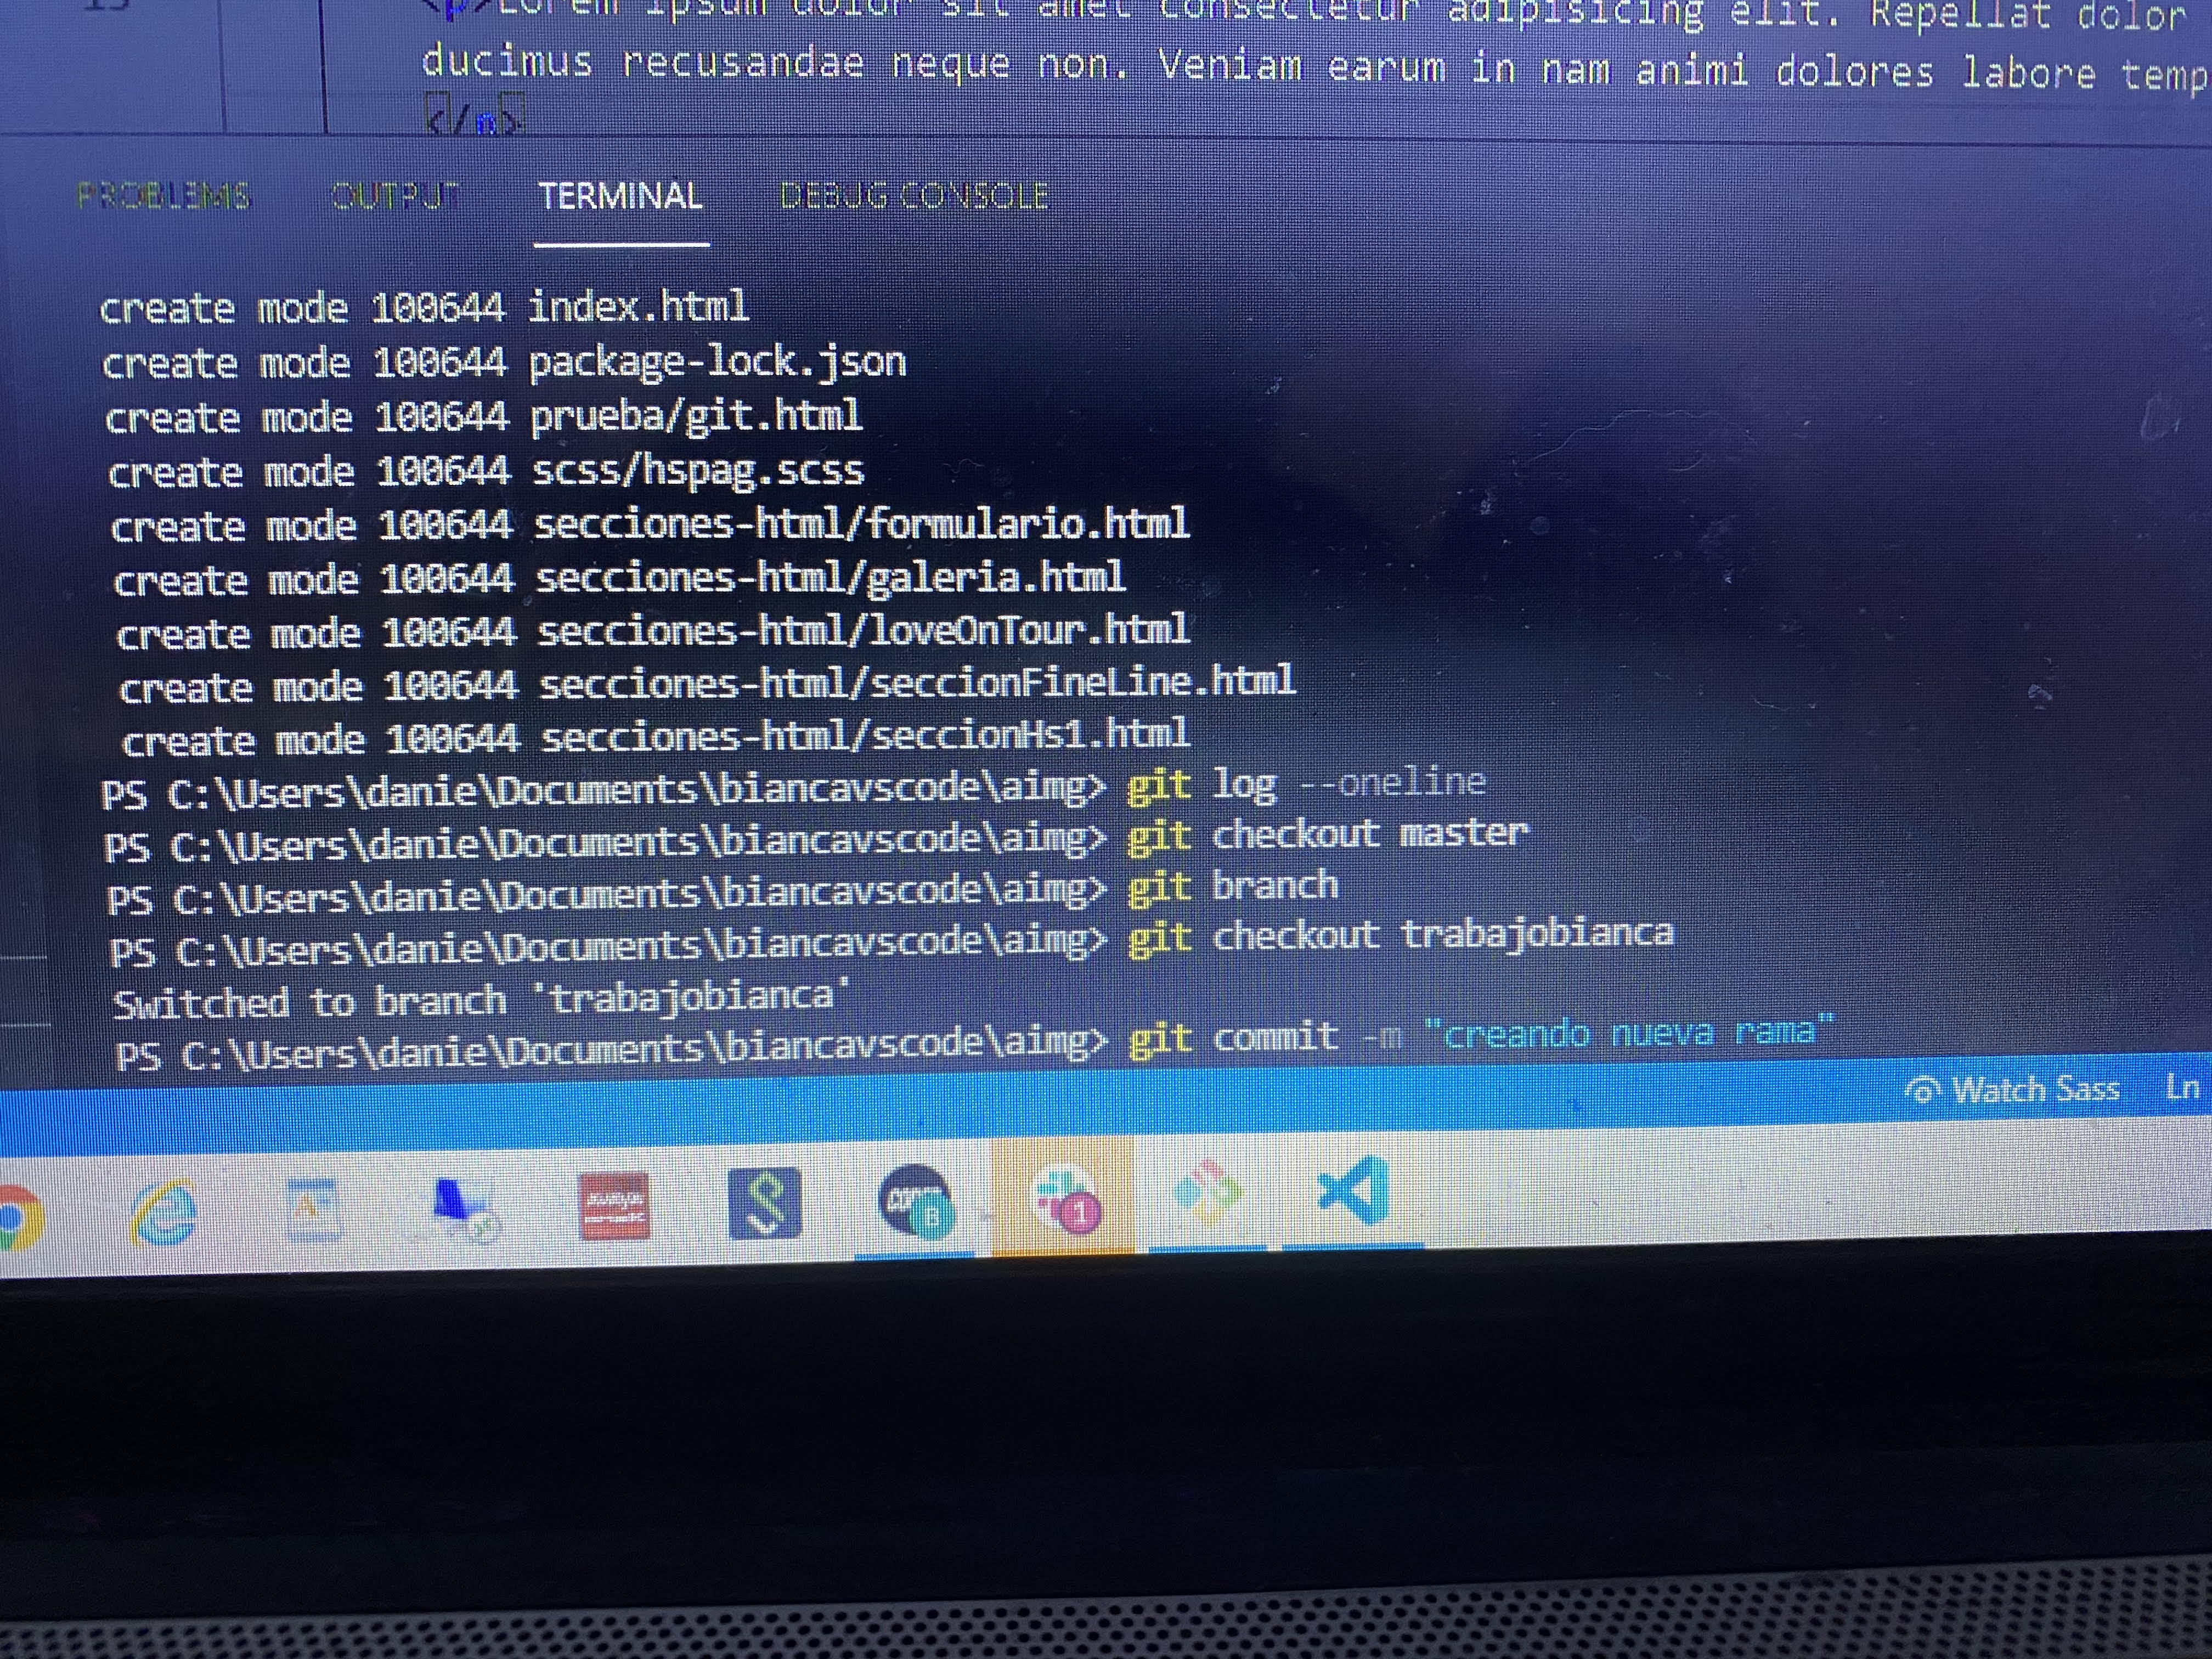 <p>Lorem ipsum dolor sit amet consectetur adipisicing elit. Repellat dolor
ducimus recusandae neque non. Veniam earum in nam animi dolores labore temp
</p>
PROBLEMS OUTPUT TERMINAL DEBUG CONSOLE
create mode 100644 index.html
create mode 100644 package-lock.json
create mode 100644 prueba/git.html
create mode 100644 scss/hspag.scss
create mode 100644 secciones-html/formulario.html
create mode 100644 secciones-html/galeria.html
create mode 100644 secciones-html/loveOnTour.html
create mode 100644 secciones-html/seccionFineLine.html
create mode 100644 secciones-html/seccionHs1.html
PS C:\Users\danie\Documents\biancavscode\aimg> git log --oneline
PS C:\Users\danie\Documents\biancavscode\aimg> git checkout master
PS C:\Users\danie\Documents\biancavscode\aimg> git branch
PS C:\Users\danie\Documents\biancavscode\aimg> git checkout trabajobianca
Switched to branch 'trabajobianca'
PS C:\Users\danie\Documents\biancavscode\aimg> git commit -m "creando nueva rama"
Watch Sass Ln
B
1